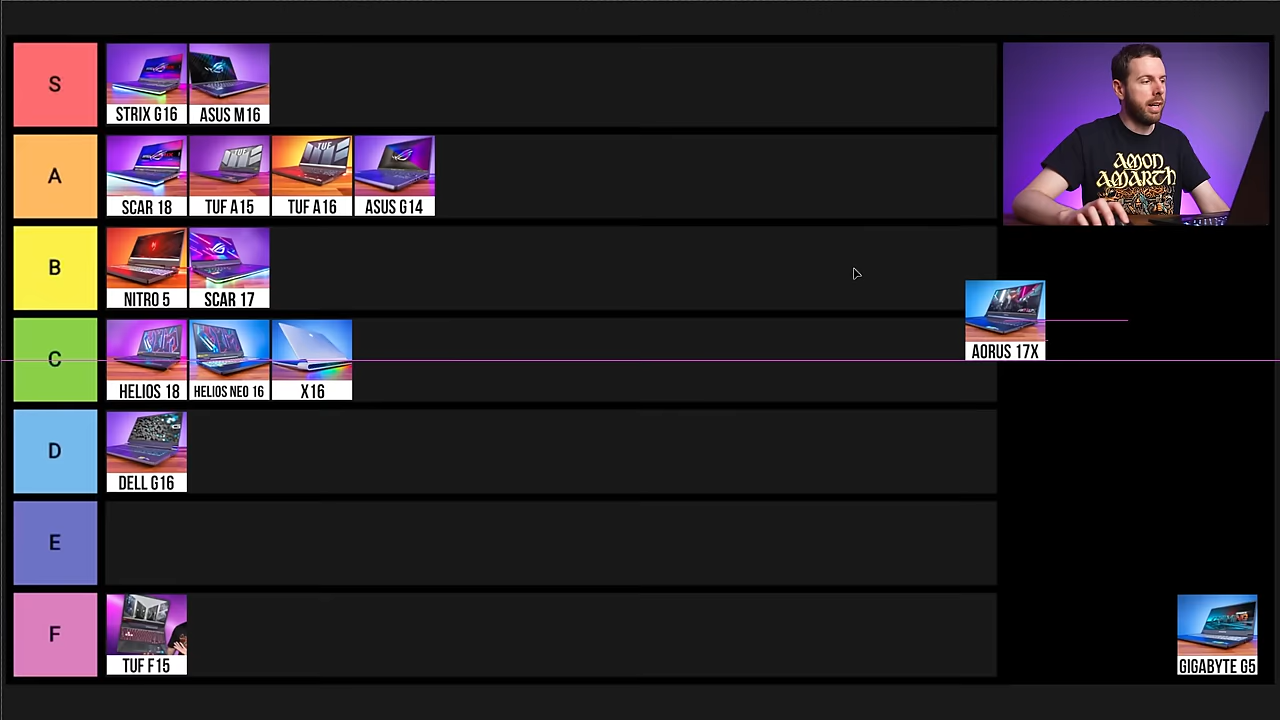 S
STRIX G16
ASUS M16
AMON
AMARTH
A
SCAR 18
TUF A15
TUF A16
ASUS G14
B
NITRO 5
SCAR 17
AORUS 17X
C
HELIOS 18
HELIOS NEO 16
X16
D
DELL G16
E
F
TUF F15
GIGABYTE G5